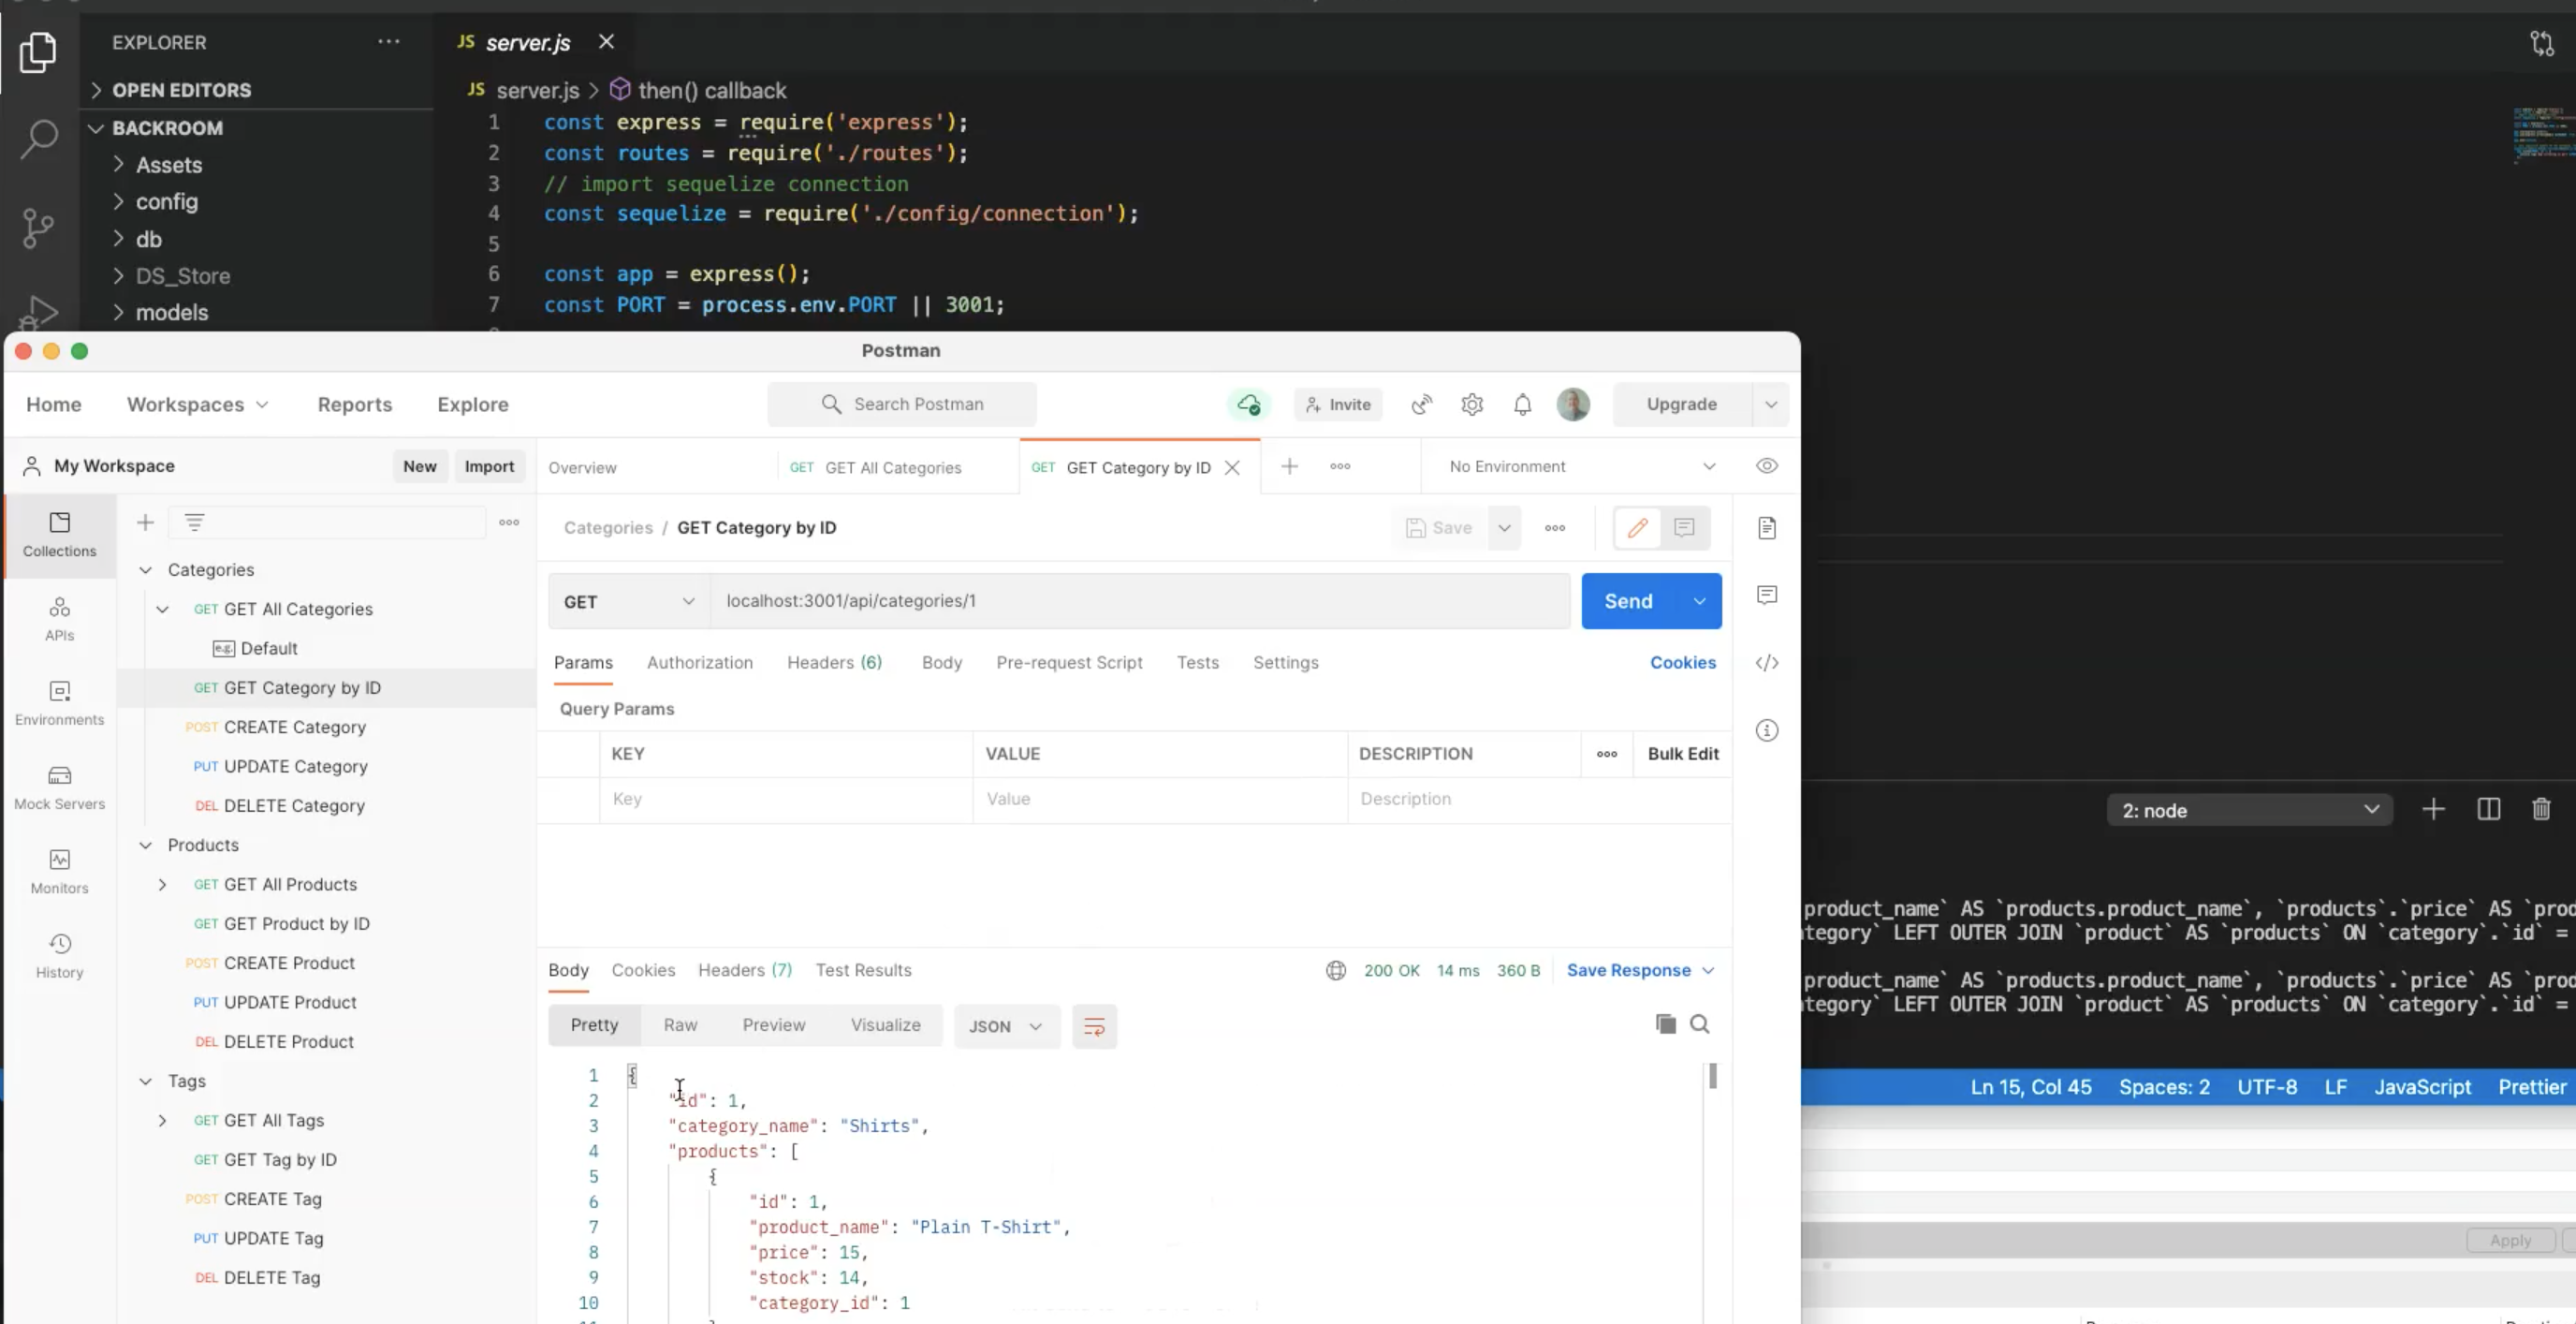 EXPLORER
JS server.js
OPEN EDITORS
BACKROOM
Assets
config
db
DS_Store
models
JS server.js > then() callback
1 const express = require('express');
2 const routes = require('./routes');
3 // import sequelize connection
4 const sequelize = require('./config/connection');
5
6 const app = express();
7 const PORT = process.env.PORT || 3001;
Postman
Home Workspaces Reports Explore Search Postman Invite Upgrade
My Workspace New Import
Overview GET GET All Categories GET GET Category by ID No Environment
Collections
APIs
Environments
Mock Servers
Monitors
History
Categories
GET GET All Categories
e.g. Default
GET GET Category by ID
POST CREATE Category
PUT UPDATE Category
DEL DELETE Category
Products
GET GET All Products
GET GET Product by ID
POST CREATE Product
PUT UPDATE Product
DEL DELETE Product
Tags
GET GET All Tags
GET GET Tag by ID
POST CREATE Tag
PUT UPDATE Tag
DEL DELETE Tag
Categories / GET Category by ID Save
GET localhost:3001/api/categories/1 Send
Params Authorization Headers (6) Body Pre-request Script Tests Settings Cookies
Query Params
KEY VALUE DESCRIPTION Bulk Edit
Key Value Description
Body Cookies Headers (7) Test Results 200 OK 14 ms 360 B Save Response
Pretty Raw Preview Visualize JSON
1 {
2 "id": 1,
3 "category_name": "Shirts",
4 "products": [
5 {
6 "id": 1,
7 "product_name": "Plain T-Shirt",
8 "price": 15,
9 "stock": 14,
10 "category_id": 1
2: node
product_name` AS `products.product_name`, `products`.`price` AS `prod
tegory` LEFT OUTER JOIN `product` AS `products` ON `category`.`id` =
product_name` AS `products.product_name`, `products`.`price` AS `prod
tegory` LEFT OUTER JOIN `product` AS `products` ON `category`.`id` =
Ln 15, Col 45 Spaces: 2 UTF-8 LF JavaScript Prettier
Apply